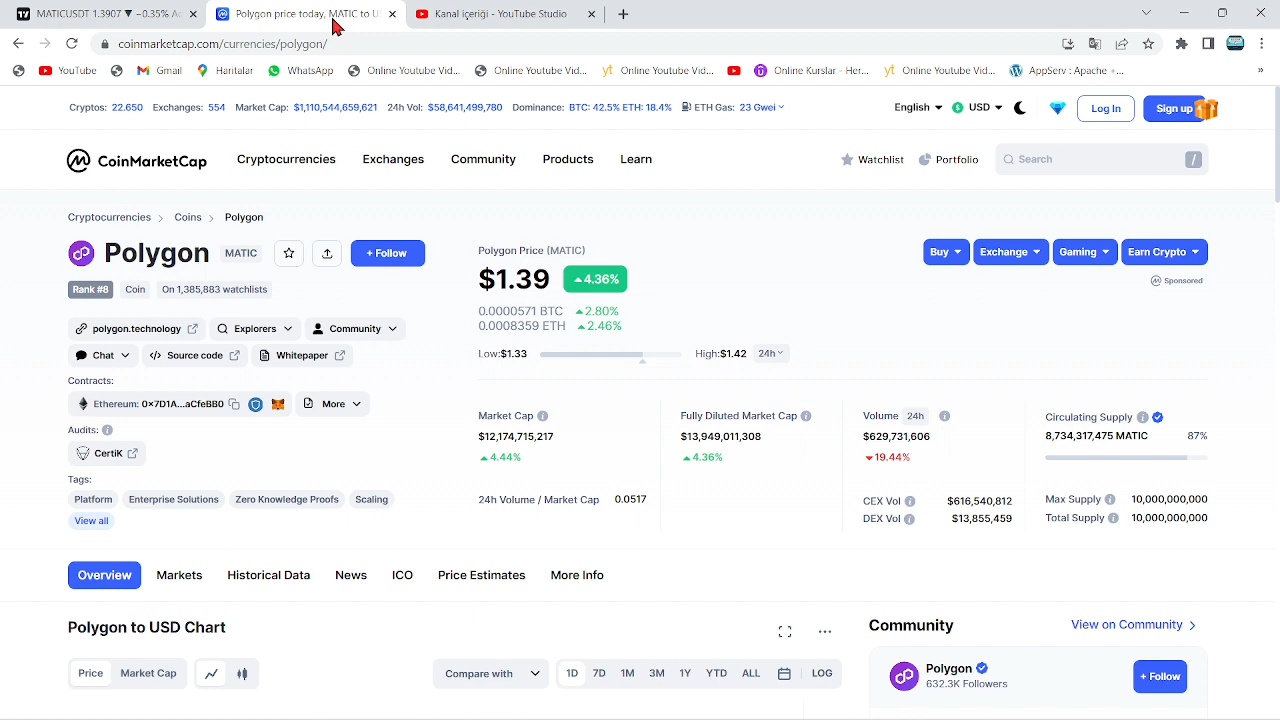 MATICUSDT 1.3907 ▼ −0.35% Ac
Polygon price today, MATIC to US
Kanal içeriği - YouTube Studio
coinmarketcap.com/currencies/polygon/
YouTube
Gmail
Haritalar
WhatsApp
Online Youtube Vid...
Online Youtube Vid...
Online Youtube Vid...
Online Kurslar - Her...
Online Youtube Vid...
AppServ : Apache +...
»
Cryptos: 22.650 Exchanges: 554 Market Cap: $1,110,544,659,621 24h Vol: $58,641,499,780 Dominance: BTC: 42.5% ETH: 18.4% ETH Gas: 23 Gwei
English USD Log In Sign up
CoinMarketCap Cryptocurrencies Exchanges Community Products Learn
Watchlist Portfolio Search /
Cryptocurrencies > Coins > Polygon
Polygon MATIC + Follow
Rank #8 Coin On 1,385,883 watchlists
polygon.technology Explorers Community
Chat Source code Whitepaper
Contracts:
Ethereum: 0x7D1A...aCfeBB0 More
Audits:
CertiK
Tags:
Platform Enterprise Solutions Zero Knowledge Proofs Scaling
View all
Polygon Price (MATIC)
$1.39 ▲4.36%
0.0000571 BTC ▲2.80%
0.0008359 ETH ▲2.46%
Low:$1.33 High:$1.42 24h
Buy Exchange Gaming Earn Crypto
Sponsored
Market Cap
$12,174,715,217
▲4.44%
24h Volume / Market Cap 0.0517
Fully Diluted Market Cap
$13,949,011,308
▲4.36%
Volume 24h
$629,731,606
▼19.44%
CEX Vol $616,540,812
DEX Vol $13,855,459
Circulating Supply
8,734,317,475 MATIC 87%
Max Supply 10,000,000,000
Total Supply 10,000,000,000
Overview Markets Historical Data News ICO Price Estimates More Info
Polygon to USD Chart
Price Market Cap
Compare with 1D 7D 1M 3M 1Y YTD ALL LOG
Community View on Community >
Polygon
632.3K Followers
+ Follow